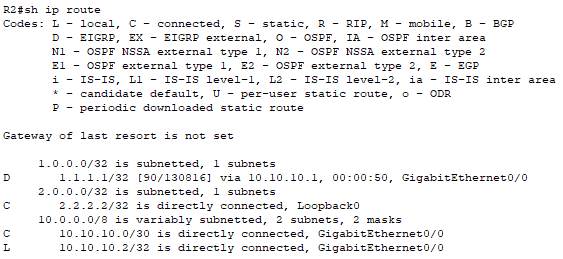 R2#sh ip route
Codes: L - local, C - connected, S - static, R - RIP, M - mobile, B - BGP
D - EIGRP, EX - EIGRP external, O - OSPF, IA - OSPF inter area
N1 - OSPF NSSA external type 1, N2 - OSPF NSSA external type 2
E1 - OSPF external type 1, E2 - OSPF external type 2, E - EGP
i - IS-IS, L1 - IS-IS level-1, L2 - IS-IS level-2, ia - IS-IS inter area
* - candidate default, U - per-user static route, o - ODR
P - periodic downloaded static route
Gateway of last resort is not set
1.0.0.0/32 is subnetted, 1 subnets
D 1.1.1.1/32 [90/130816] via 10.10.10.1, 00:00:50, GigabitEthernet0/0
2.0.0.0/32 is subnetted, 1 subnets
C 2.2.2.2/32 is directly connected, Loopback0
10.0.0.0/8 is variably subnetted, 2 subnets, 2 masks
C 10.10.10.0/30 is directly connected, GigabitEthernet0/0
L 10.10.10.2/32 is directly connected, GigabitEthernet0/0